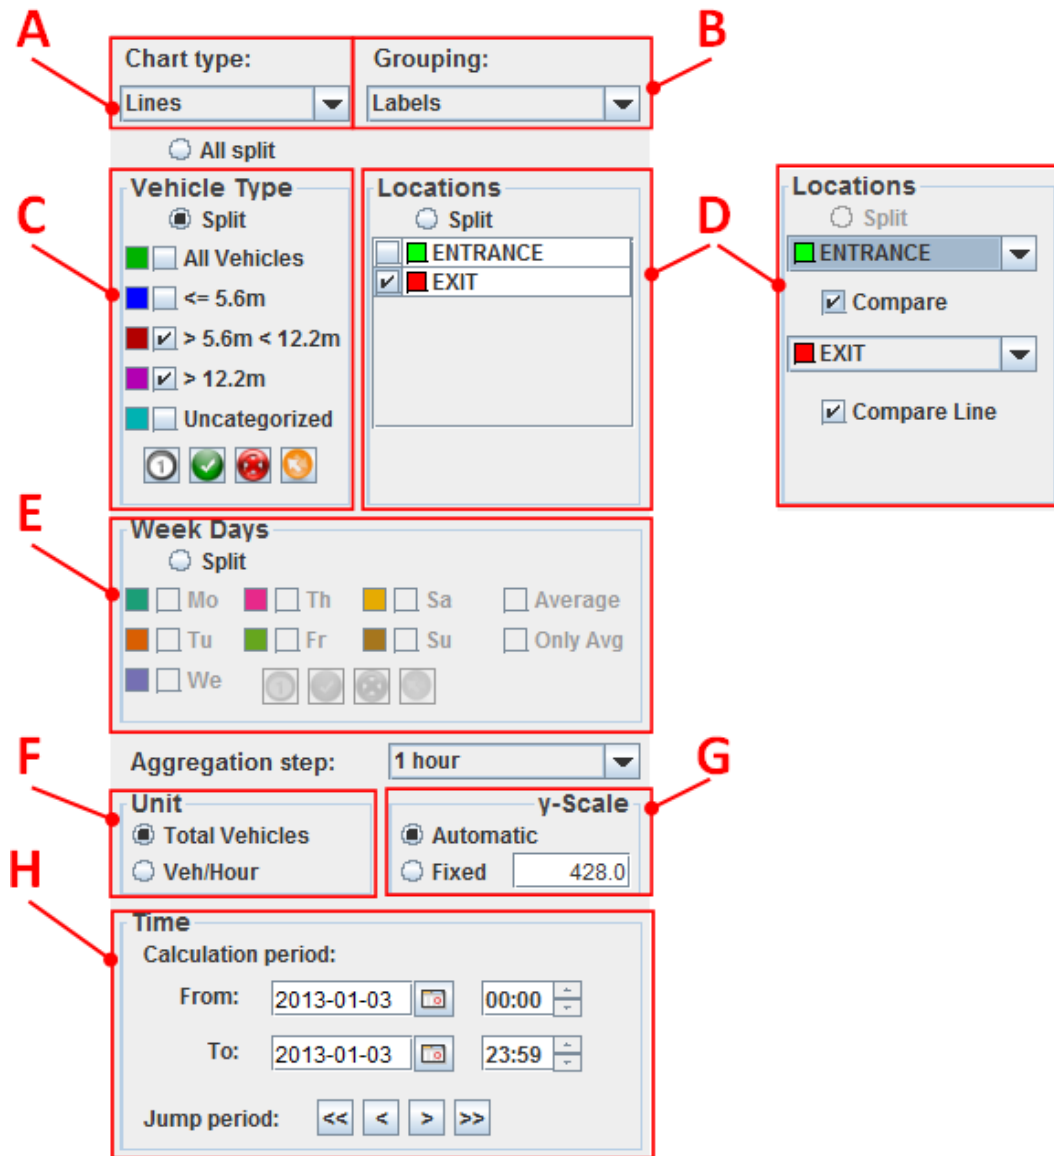 A
B
Chart type:
Grouping:
Lines
Labels
All split
C
D
Vehicle Type
Split
All Vehicles
<= 5.6m
> 5.6m < 12.2m
> 12.2m
Uncategorized
1
Locations
Split
ENTRANCE
EXIT
Locations
Split
ENTRANCE
Compare
EXIT
Compare Line
E
Week Days
Split
Mo Th Sa Average
Tu Fr Su Only Avg
We 1
Aggregation step: 1 hour
F
G
Unit
Total Vehicles
Veh/Hour
y-Scale
Automatic
Fixed 428.0
H
Time
Calculation period:
From: 2013-01-03 00:00
To: 2013-01-03 23:59
Jump period: << < > >>